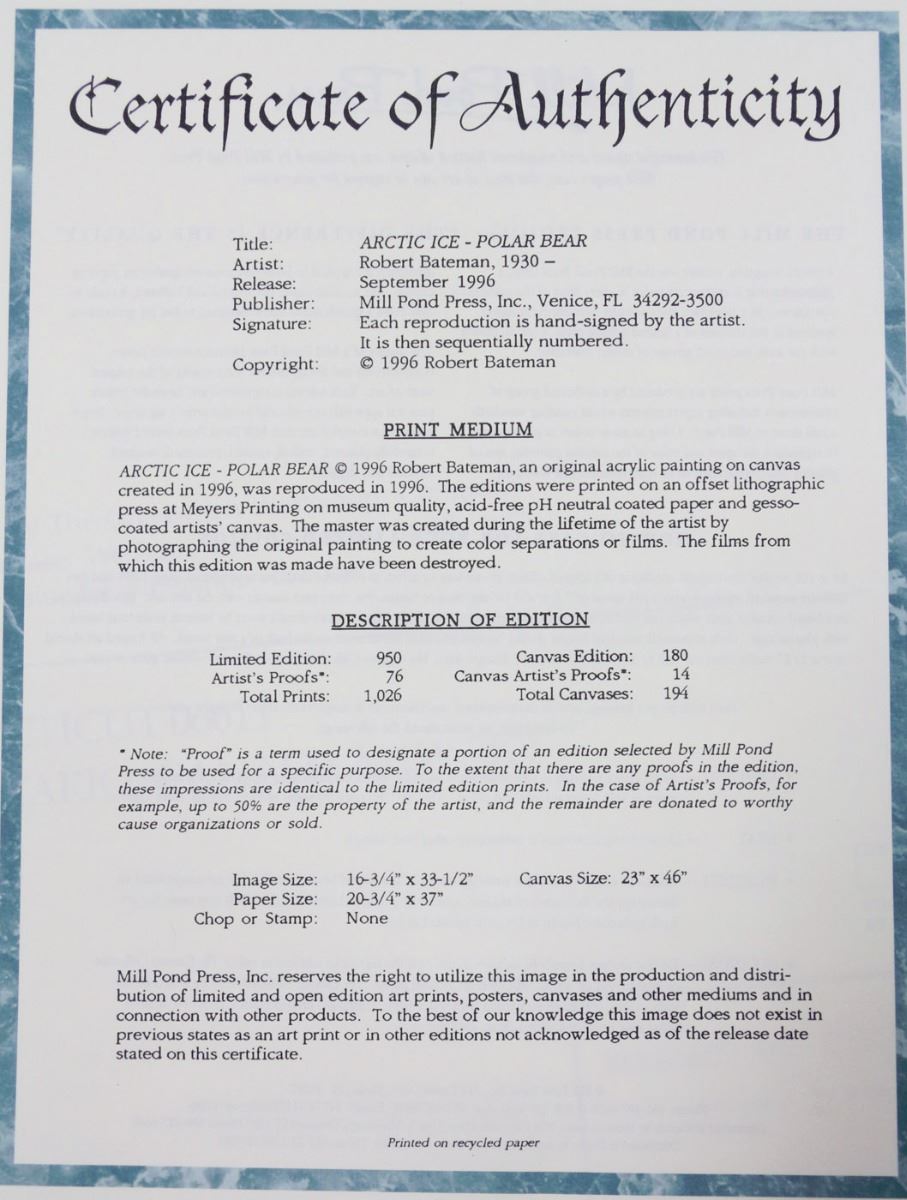 Certificate of Authenticity
Title: ARCTIC ICE - POLAR BEAR
Artist: Robert Bateman, 1930 –
Release: September 1996
Publisher: Mill Pond Press, Inc., Venice, FL 34292-3500
Signature: Each reproduction is hand-signed by the artist.
It is then sequentially numbered.
Copyright: © 1996 Robert Bateman
PRINT MEDIUM
ARCTIC ICE - POLAR BEAR © 1996 Robert Bateman, an original acrylic painting on canvas
created in 1996, was reproduced in 1996. The editions were printed on an offset lithographic
press at Meyers Printing on museum quality, acid-free pH neutral coated paper and gesso-
coated artists' canvas. The master was created during the lifetime of the artist by
photographing the original painting to create color separations or films. The films from
which this edition was made have been destroyed.
DESCRIPTION OF EDITION
Limited Edition: 950 Canvas Edition: 180
Artist's Proofs*: 76 Canvas Artist's Proofs*: 14
Total Prints: 1,026 Total Canvases: 194
* Note: "Proof" is a term used to designate a portion of an edition selected by Mill Pond
Press to be used for a specific purpose. To the extent that there are any proofs in the edition,
these impressions are identical to the limited edition prints. In the case of Artist's Proofs, for
example, up to 50% are the property of the artist, and the remainder are donated to worthy
cause organizations or sold.
Image Size: 16-3/4" x 33-1/2" Canvas Size: 23" x 46"
Paper Size: 20-3/4" x 37"
Chop or Stamp: None
Mill Pond Press, Inc. reserves the right to utilize this image in the production and distri-
bution of limited and open edition art prints, posters, canvases and other mediums and in
connection with other products. To the best of our knowledge this image does not exist in
previous states as an art print or in other editions not acknowledged as of the release date
stated on this certificate.
Printed on recycled paper